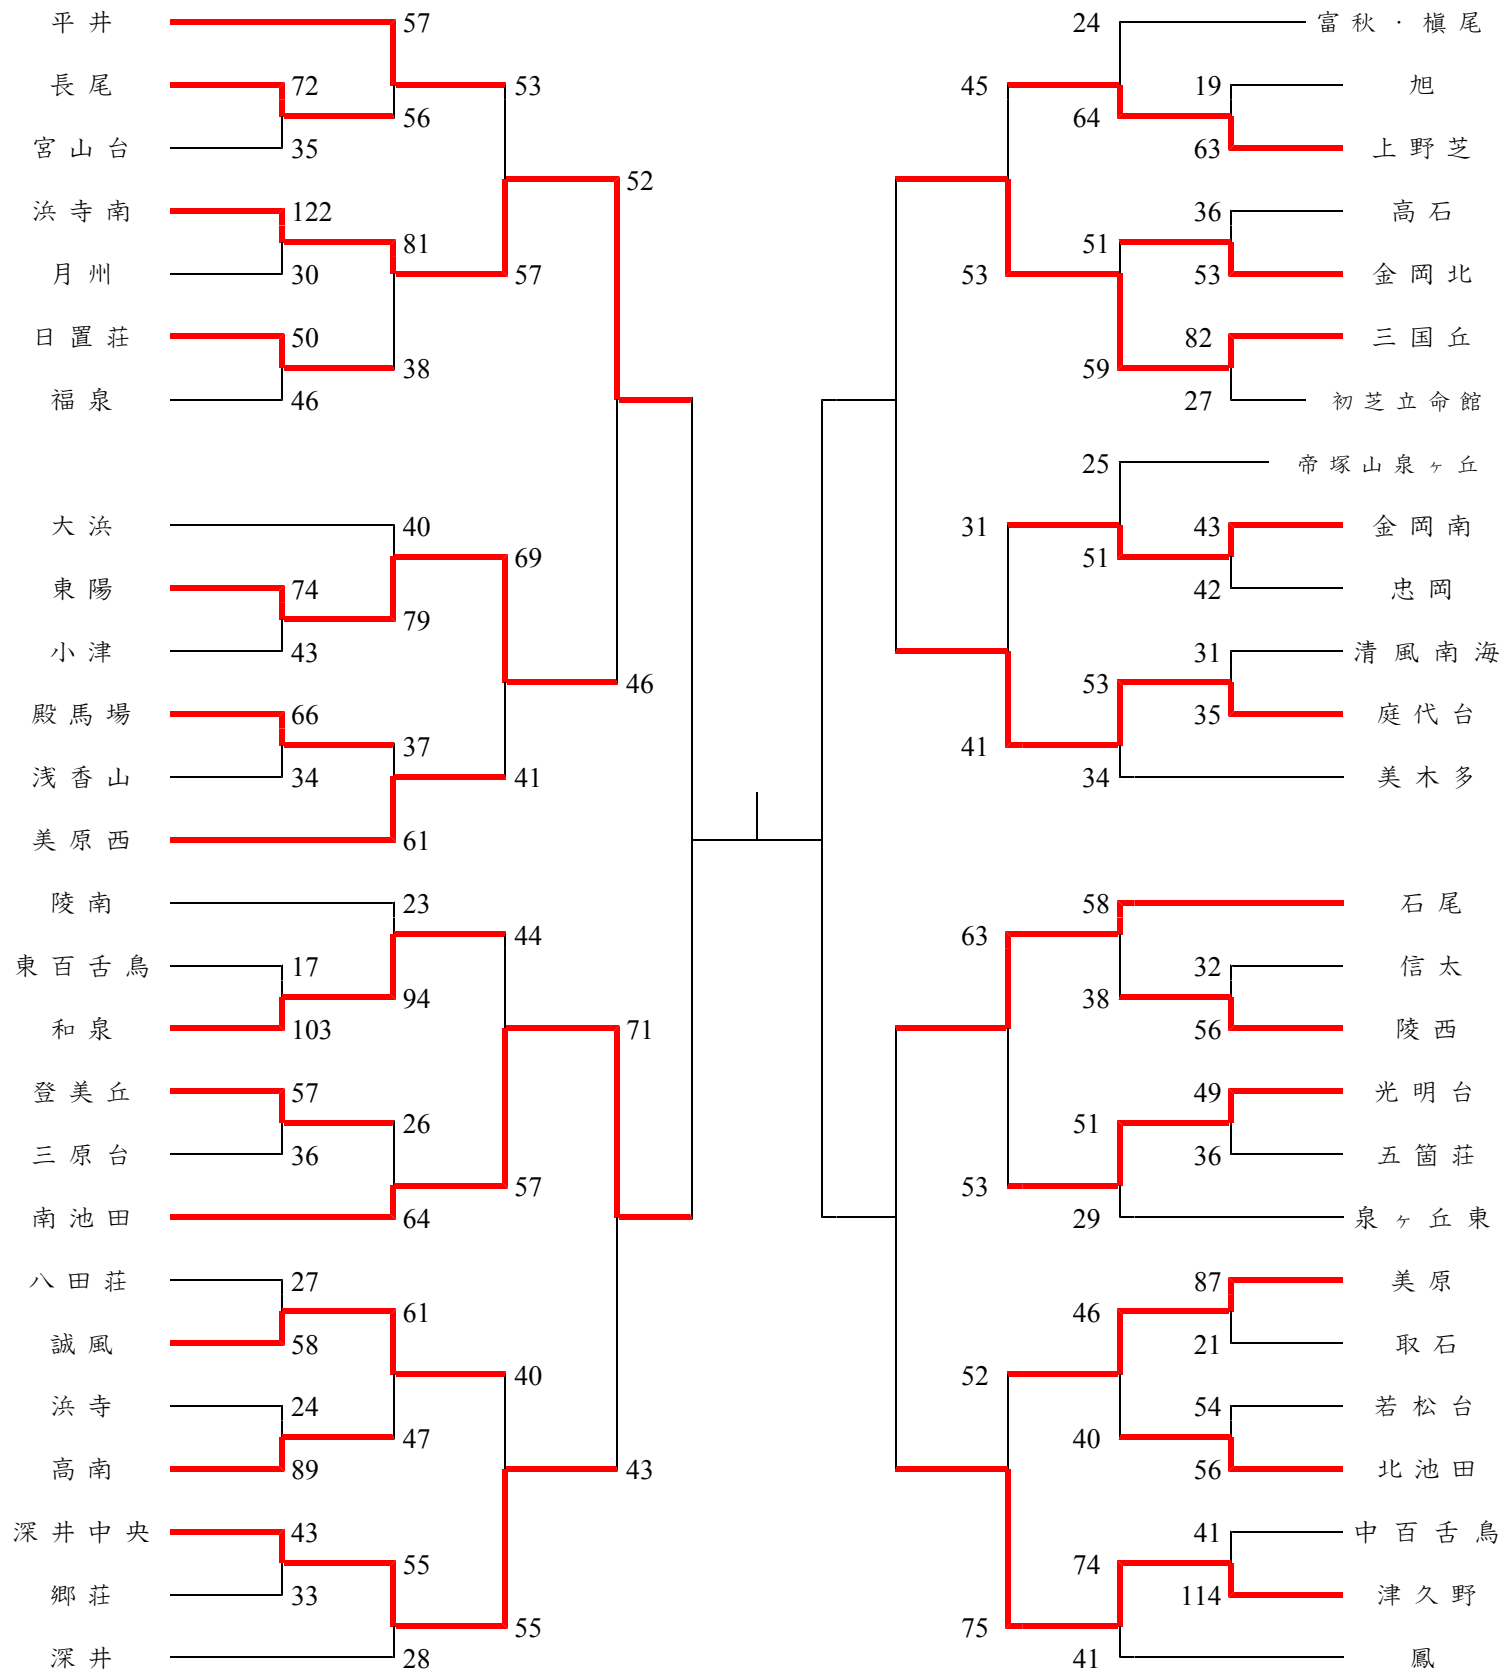 平井 57 24 富秋・槇尾
長尾 72 53 45 19 旭
56 64
宮山台 35 63 上野芝
52
浜寺南 122 36 高石
81 51
月州 30 57 53 53 金岡北
日置荘 50 82 三国丘
38 59
福泉 46 27 初芝立命館
25 帝塚山泉ヶ丘
大浜 40 31 43 金岡南
69 51
東陽 74 42 忠岡
79
小津 43 31 清風南海
46 53
殿馬場 66 35 庭代台
37 41
浅香山 34 41 34 美木多
美原西 61
陵南 23 58 石尾
44 63
東百舌鳥 17 32 信太
94 38
和泉 103 71 56 陵西
登美丘 57 49 光明台
26 51
三原台 36 36 五箇荘
57 53
南池田 64 29 泉ヶ丘東
八田荘 27 87 美原
61 46
誠風 58 21 取石
40 52
浜寺 24 54 若松台
47 40
高南 89 43 56 北池田
深井中央 43 41 中百舌鳥
55 74
郷荘 33 114 津久野
55 75
深井 28 41 鳳